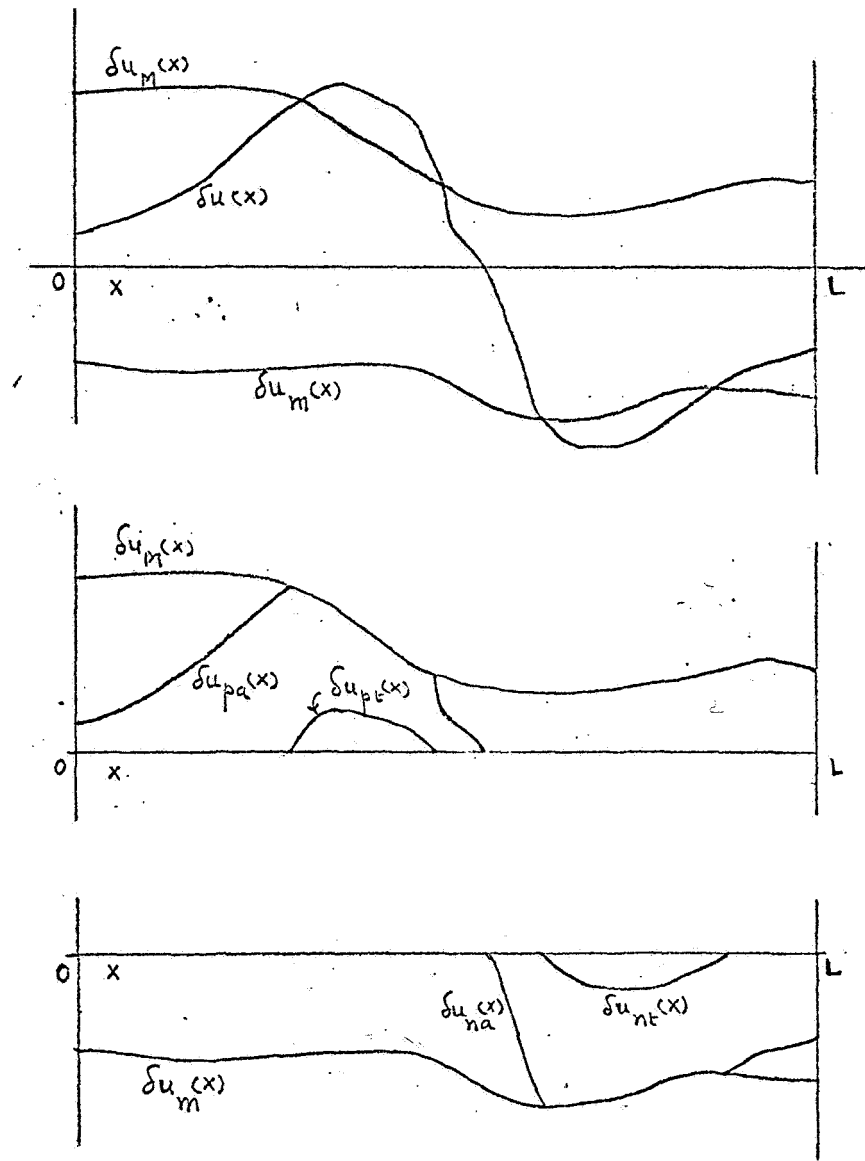 δu_M(x)
δu(x)
0 x L
δu_m(x)
δu_M(x)
δu_pa(x) δu_pt(x)
0 x L
0 x L
δu_na(x) δu_nt(x)
δu_m(x)